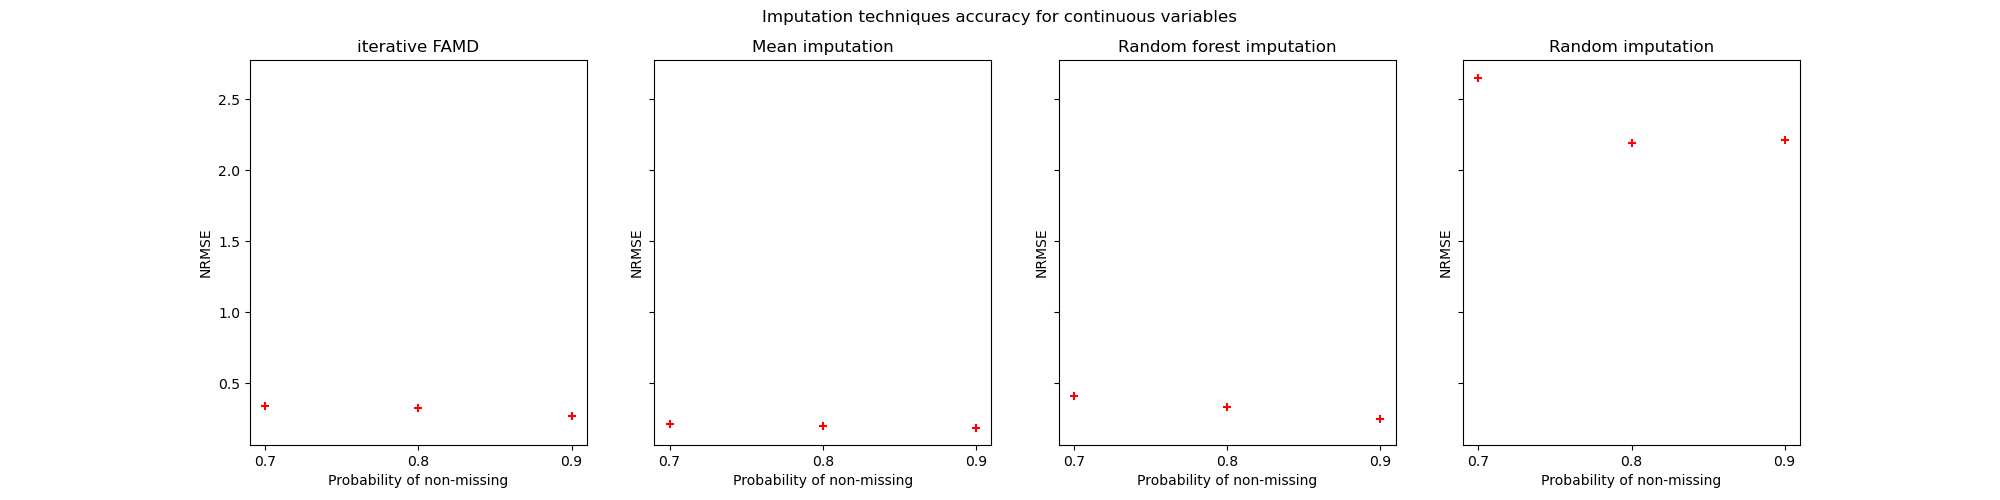 Imputation techniques accuracy for continuous variables
iterative FAMD
2.5
2.0
1.5
1.0
0.5
NRMSE
0.7 0.8 0.9
Probability of non-missing
Mean imputation
NRMSE
0.7 0.8 0.9
Probability of non-missing
Random forest imputation
NRMSE
0.7 0.8 0.9
Probability of non-missing
Random imputation
NRMSE
0.7 0.8 0.9
Probability of non-missing